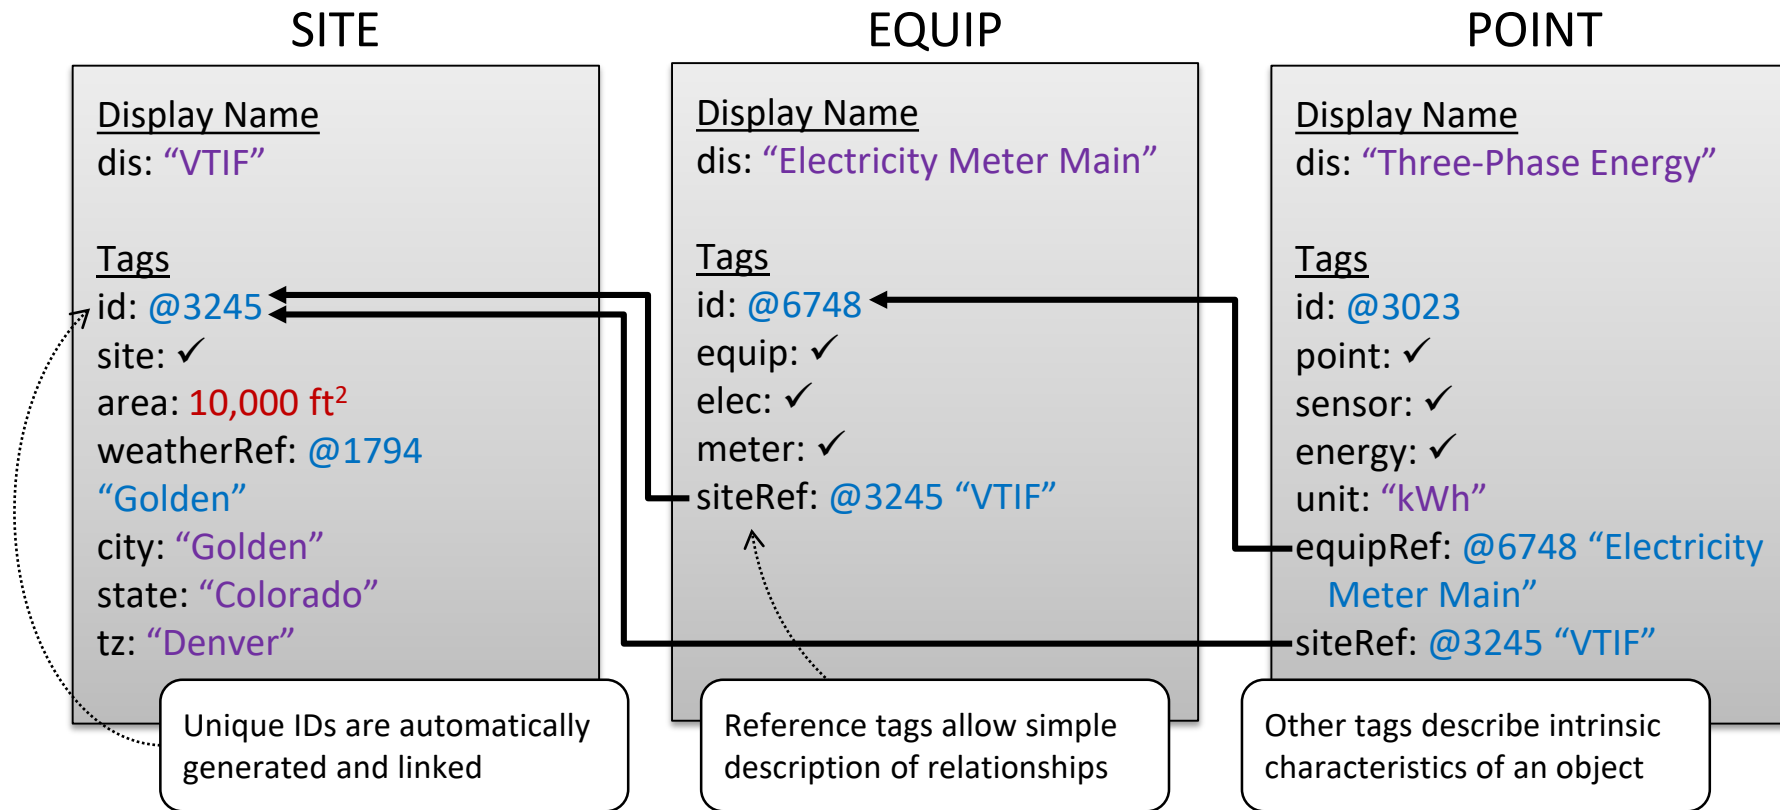 SITE
Display Name
dis: “VTIF”
Tags
id: @3245
site: ✓
area: 10,000 ft²
weatherRef: @1794
“Golden”
city: “Golden”
state: “Colorado”
tz: “Denver”
Unique IDs are automatically
generated and linked
EQUIP
Display Name
dis: “Electricity Meter Main”
Tags
id: @6748
equip: ✓
elec: ✓
meter: ✓
siteRef: @3245 “VTIF”
Reference tags allow simple
description of relationships
POINT
Display Name
dis: “Three-Phase Energy”
Tags
id: @3023
point: ✓
sensor: ✓
energy: ✓
unit: “kWh”
equipRef: @6748 “Electricity
Meter Main”
siteRef: @3245 “VTIF”
Other tags describe intrinsic
characteristics of an object